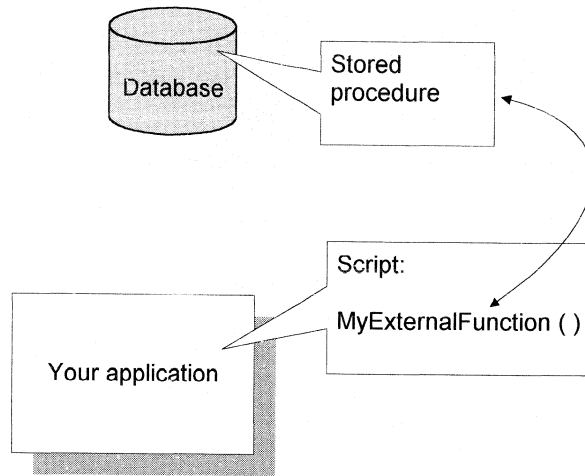 Database
Stored
procedure
Script:
MyExternalFunction ( )
Your application